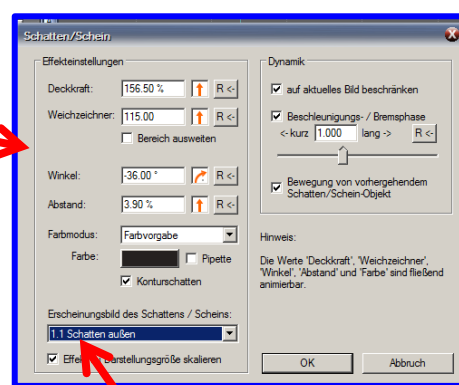 Schatten/Schein
Effekteinstellungen
Deckkraft: 156.50 % R <-
Weichzeichner: 115.00 R <-
Bereich ausweiten
Winkel: -36.00 ° R <-
Abstand: 3.90 % R <-
Farbmodus: Farbvorgabe
Farbe: Pipette
Konturschatten
Erscheinungsbild des Schattens / Scheins:
1.1 Schatten außen
Darstellungsgröße skalieren
Dynamik
auf aktuelles Bild beschränken
Beschleunigungs- / Bremsphase
<- kurz 1.000 lang -> R <-
Bewegung von vorhergehendem
Schatten/Schein-Objekt
Hinweis:
Die Werte 'Deckkraft', 'Weichzeichner',
'Winkel', 'Abstand' und 'Farbe' sind fließend
animierbar.
OK Abbruch